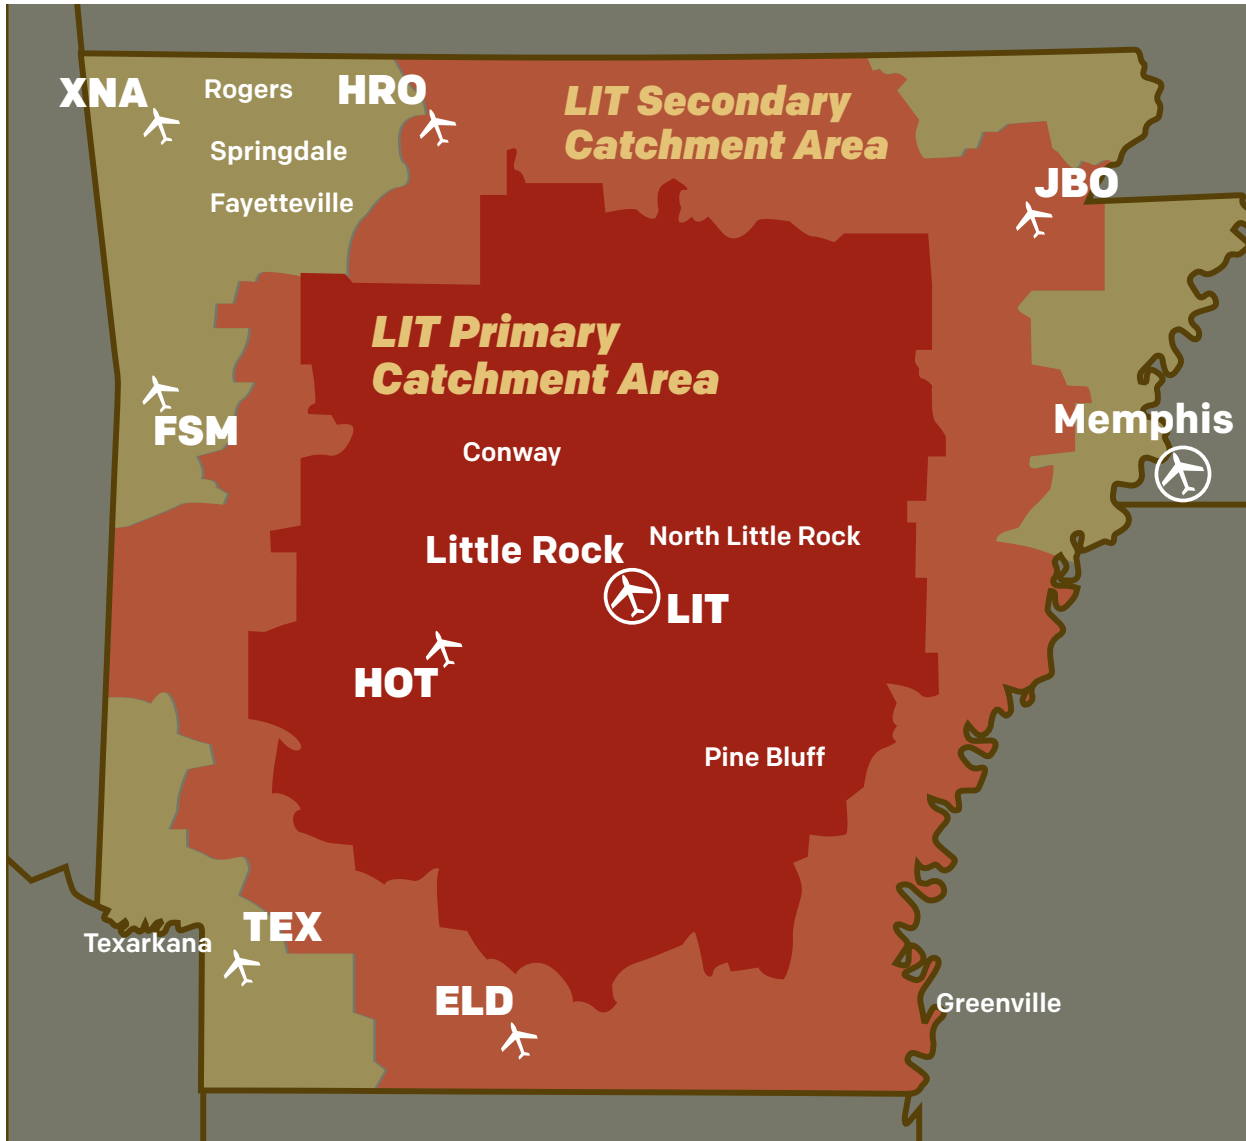 XNA
Rogers
HRO
LIT Secondary
Catchment Area
Springdale
JBO
Fayetteville
LIT Primary
Catchment Area
FSM
Memphis
Conway
North Little Rock
Little Rock
LIT
HOT
Pine Bluff
TEX
Texarkana
ELD
Greenville